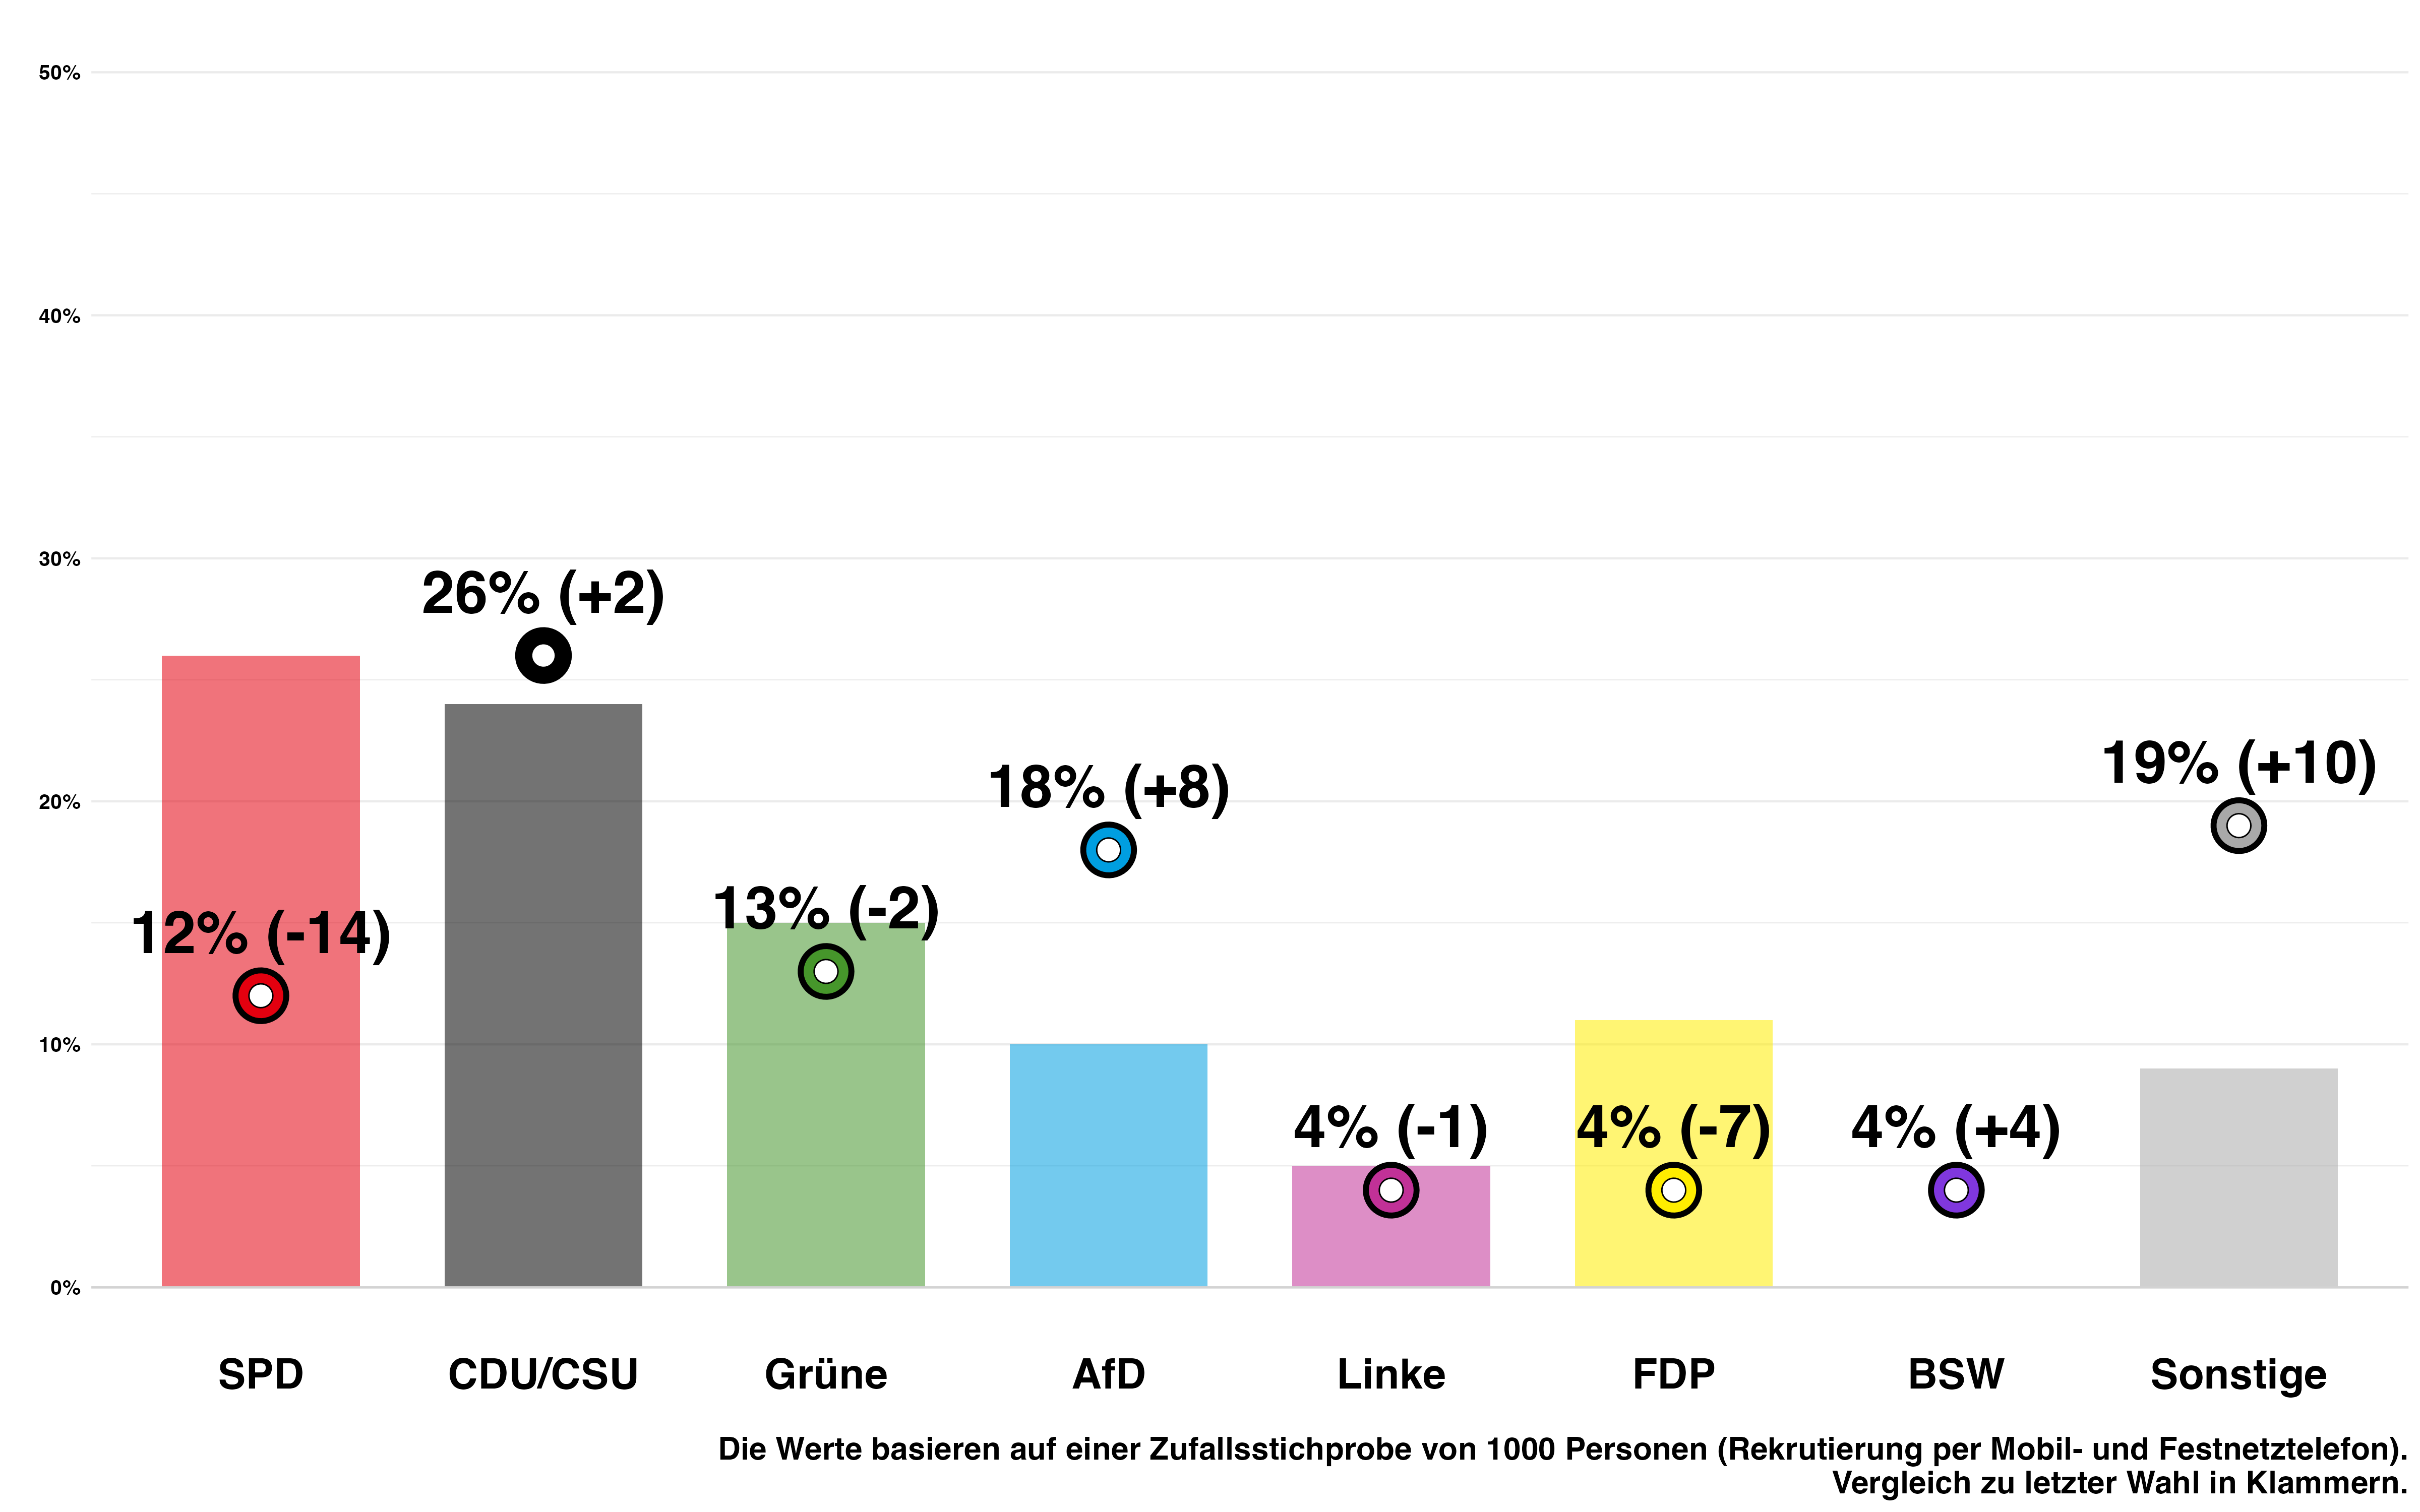 50%
40%
30%
20%
10%
0%
12% (-14)
26% (+2)
13% (-2)
18% (+8)
4% (-1)
4% (-7)
4% (+4)
19% (+10)
SPD
CDU/CSU
Grüne
AfD
Linke
FDP
BSW
Sonstige
Die Werte basieren auf einer Zufallsstichprobe von 1000 Personen (Rekrutierung per Mobil- und Festnetztelefon).
Vergleich zu letzter Wahl in Klammern.